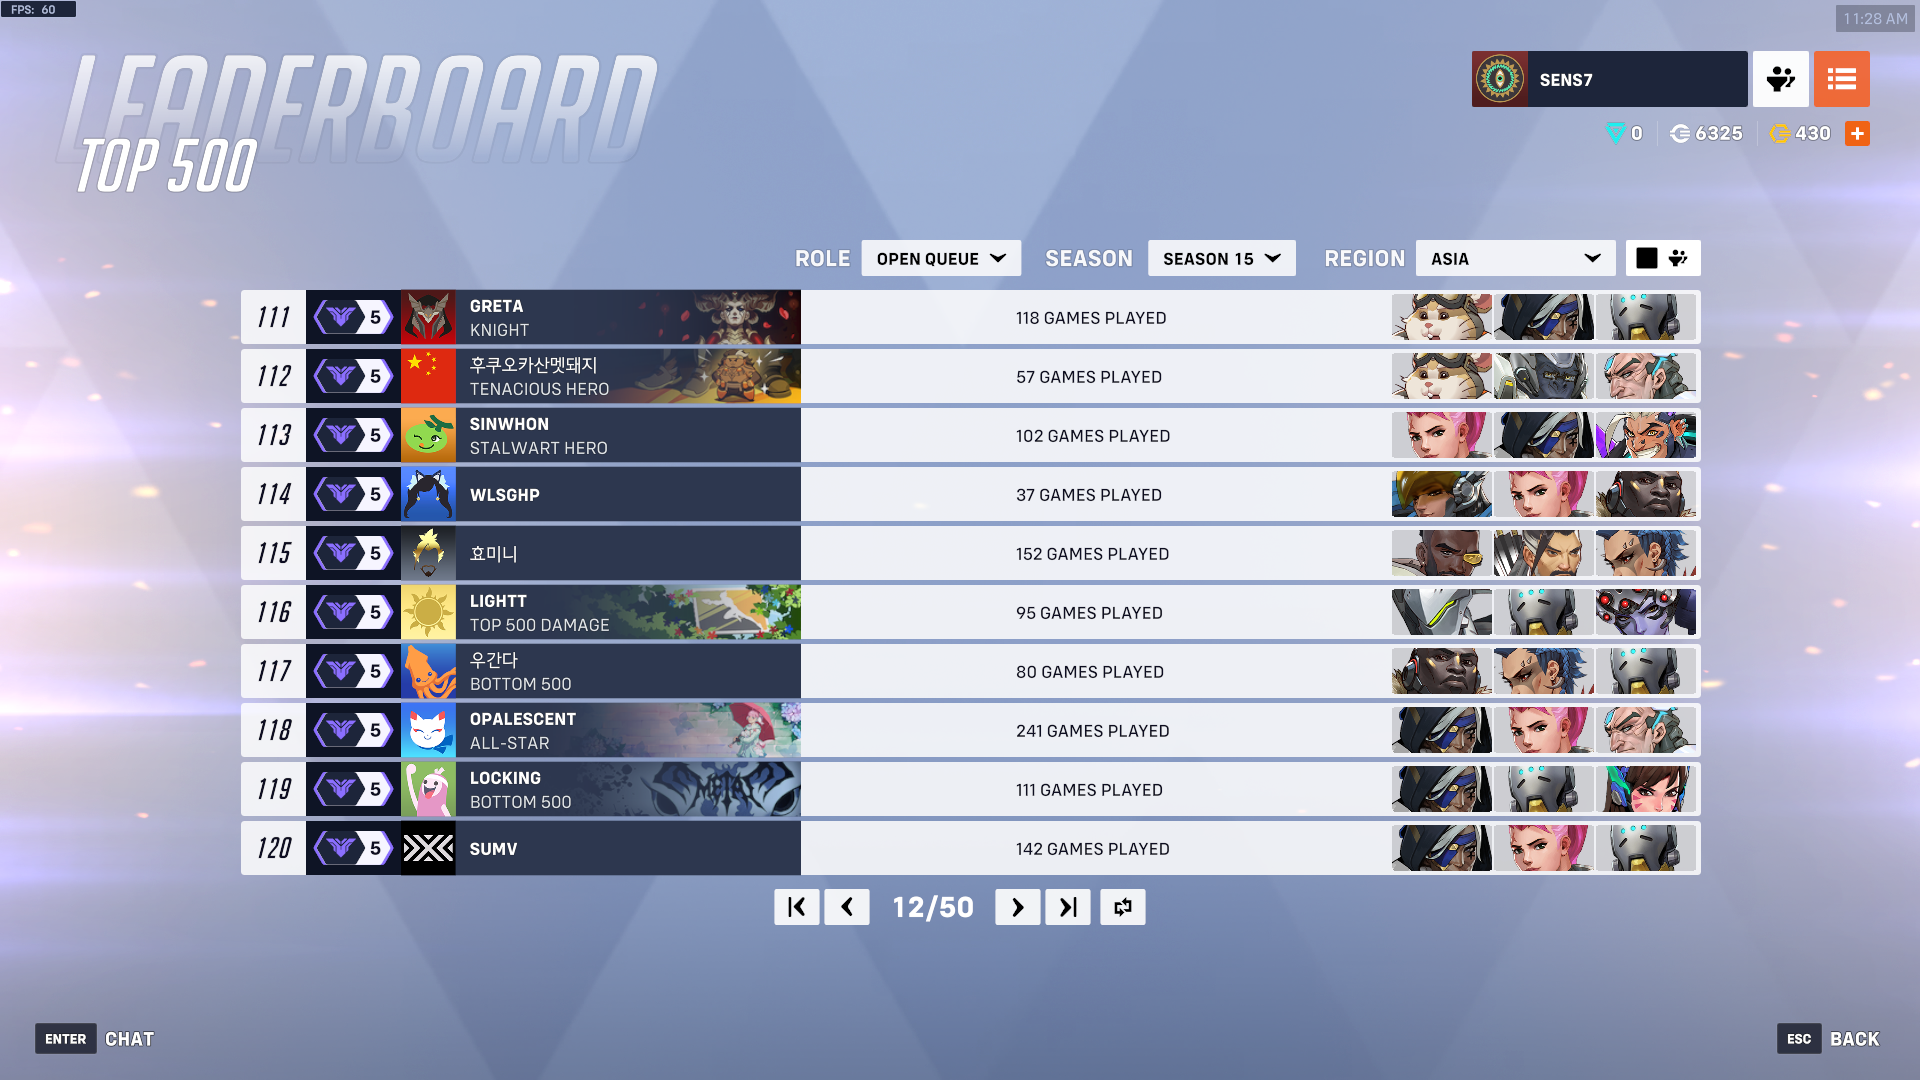 FPS: 60
11:28 AM
LEADERBOARD
TOP 500
SENS7
0
6325
430
ROLE
OPEN QUEUE
SEASON
SEASON 15
REGION
ASIA
111
5
GRETA
KNIGHT
118 GAMES PLAYED
112
5
후쿠오카산멧돼지
TENACIOUS HERO
57 GAMES PLAYED
113
5
SINWHON
STALWART HERO
102 GAMES PLAYED
114
5
WLSGHP
37 GAMES PLAYED
115
5
효미니
152 GAMES PLAYED
116
5
LIGHTT
TOP 500 DAMAGE
95 GAMES PLAYED
117
5
우간다
BOTTOM 500
80 GAMES PLAYED
118
5
OPALESCENT
ALL-STAR
241 GAMES PLAYED
119
5
LOCKING
BOTTOM 500
METAL
111 GAMES PLAYED
120
5
SUMV
142 GAMES PLAYED
12/50
ENTER
CHAT
ESC
BACK